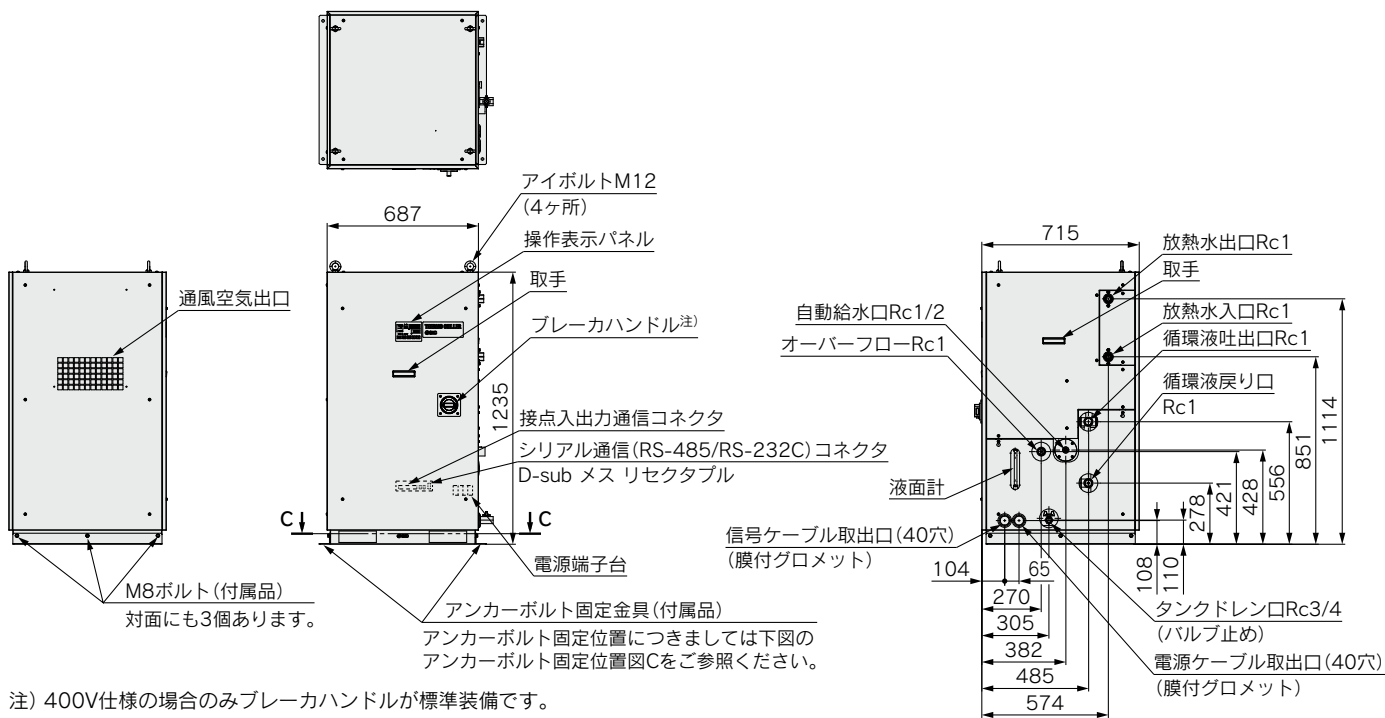 アイボルトM12
(4ヶ所)
687
操作表示パネル
取手
ブレーカハンドル注)
1235
接点入出力通信コネクタ
シリアル通信(RS-485/RS-232C)コネクタ
D-sub メス リセクタプル
C
C
電源端子台
アンカーボルト固定金具(付属品)
アンカーボルト固定位置につきましては下図の
アンカーボルト固定位置図Cをご参照ください。
通風空気出口
M8ボルト(付属品)
対面にも3個あります。
715
放熱水出口Rc1
取手
自動給水口Rc1/2
オーバーフローRc1
放熱水入口Rc1
循環液吐出口Rc1
循環液戻り口
Rc1
液面計
信号ケーブル取出口(40穴)
(膜付グロメット)
104
65
270
305
382
485
574
108
110
278
421
428
556
851
1114
タンクドレン口Rc3/4
(バルブ止め)
電源ケーブル取出口(40穴)
(膜付グロメット)
注) 400V仕様の場合のみブレーカハンドルが標準装備です。